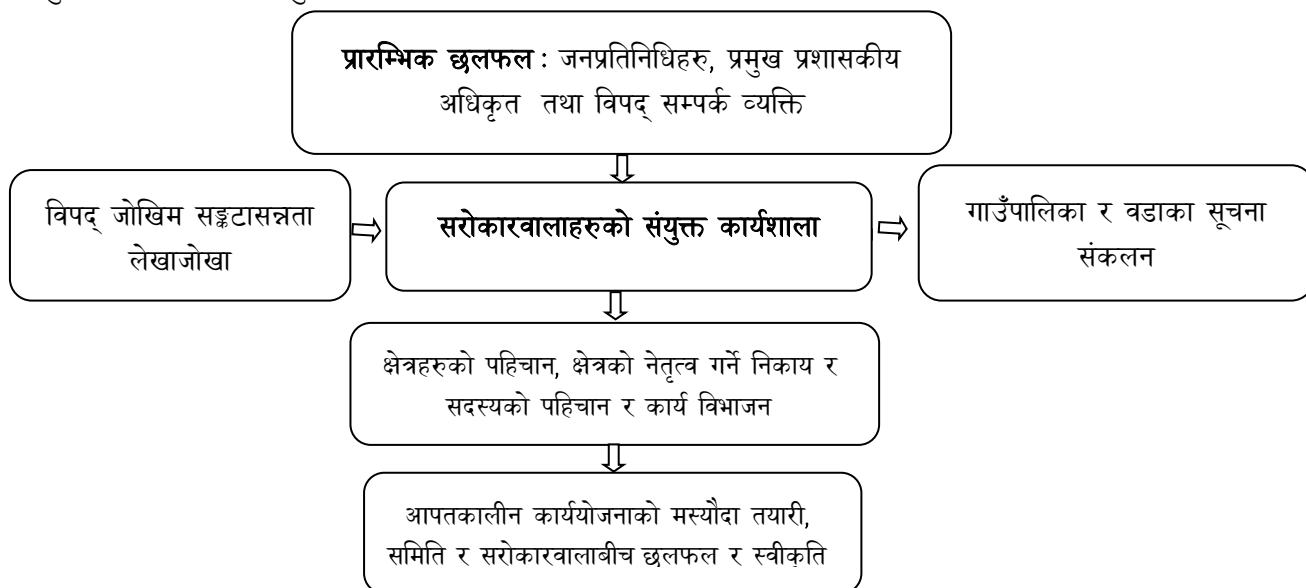 प्रारम्भिक छलफल : जनप्रतिनिधिहरु, प्रमुख प्रशासकीय
अधिकृत तथा विपद् सम्पर्क व्यक्ति
विपद् जोखिम सङ्कटासन्नता
लेखाजोखा
सरोकारवालाहरुको संयुक्त कार्यशाला
गाउँपालिका र वडाका सूचना
संकलन
क्षेत्रहरुको पहिचान, क्षेत्रको नेतृत्व गर्ने निकाय र
सदस्यको पहिचान र कार्य विभाजन
आपतकालीन कार्ययोजनाको मस्यौदा तयारी,
समिति र सरोकारवालाबीच छलफल र स्वीकृति